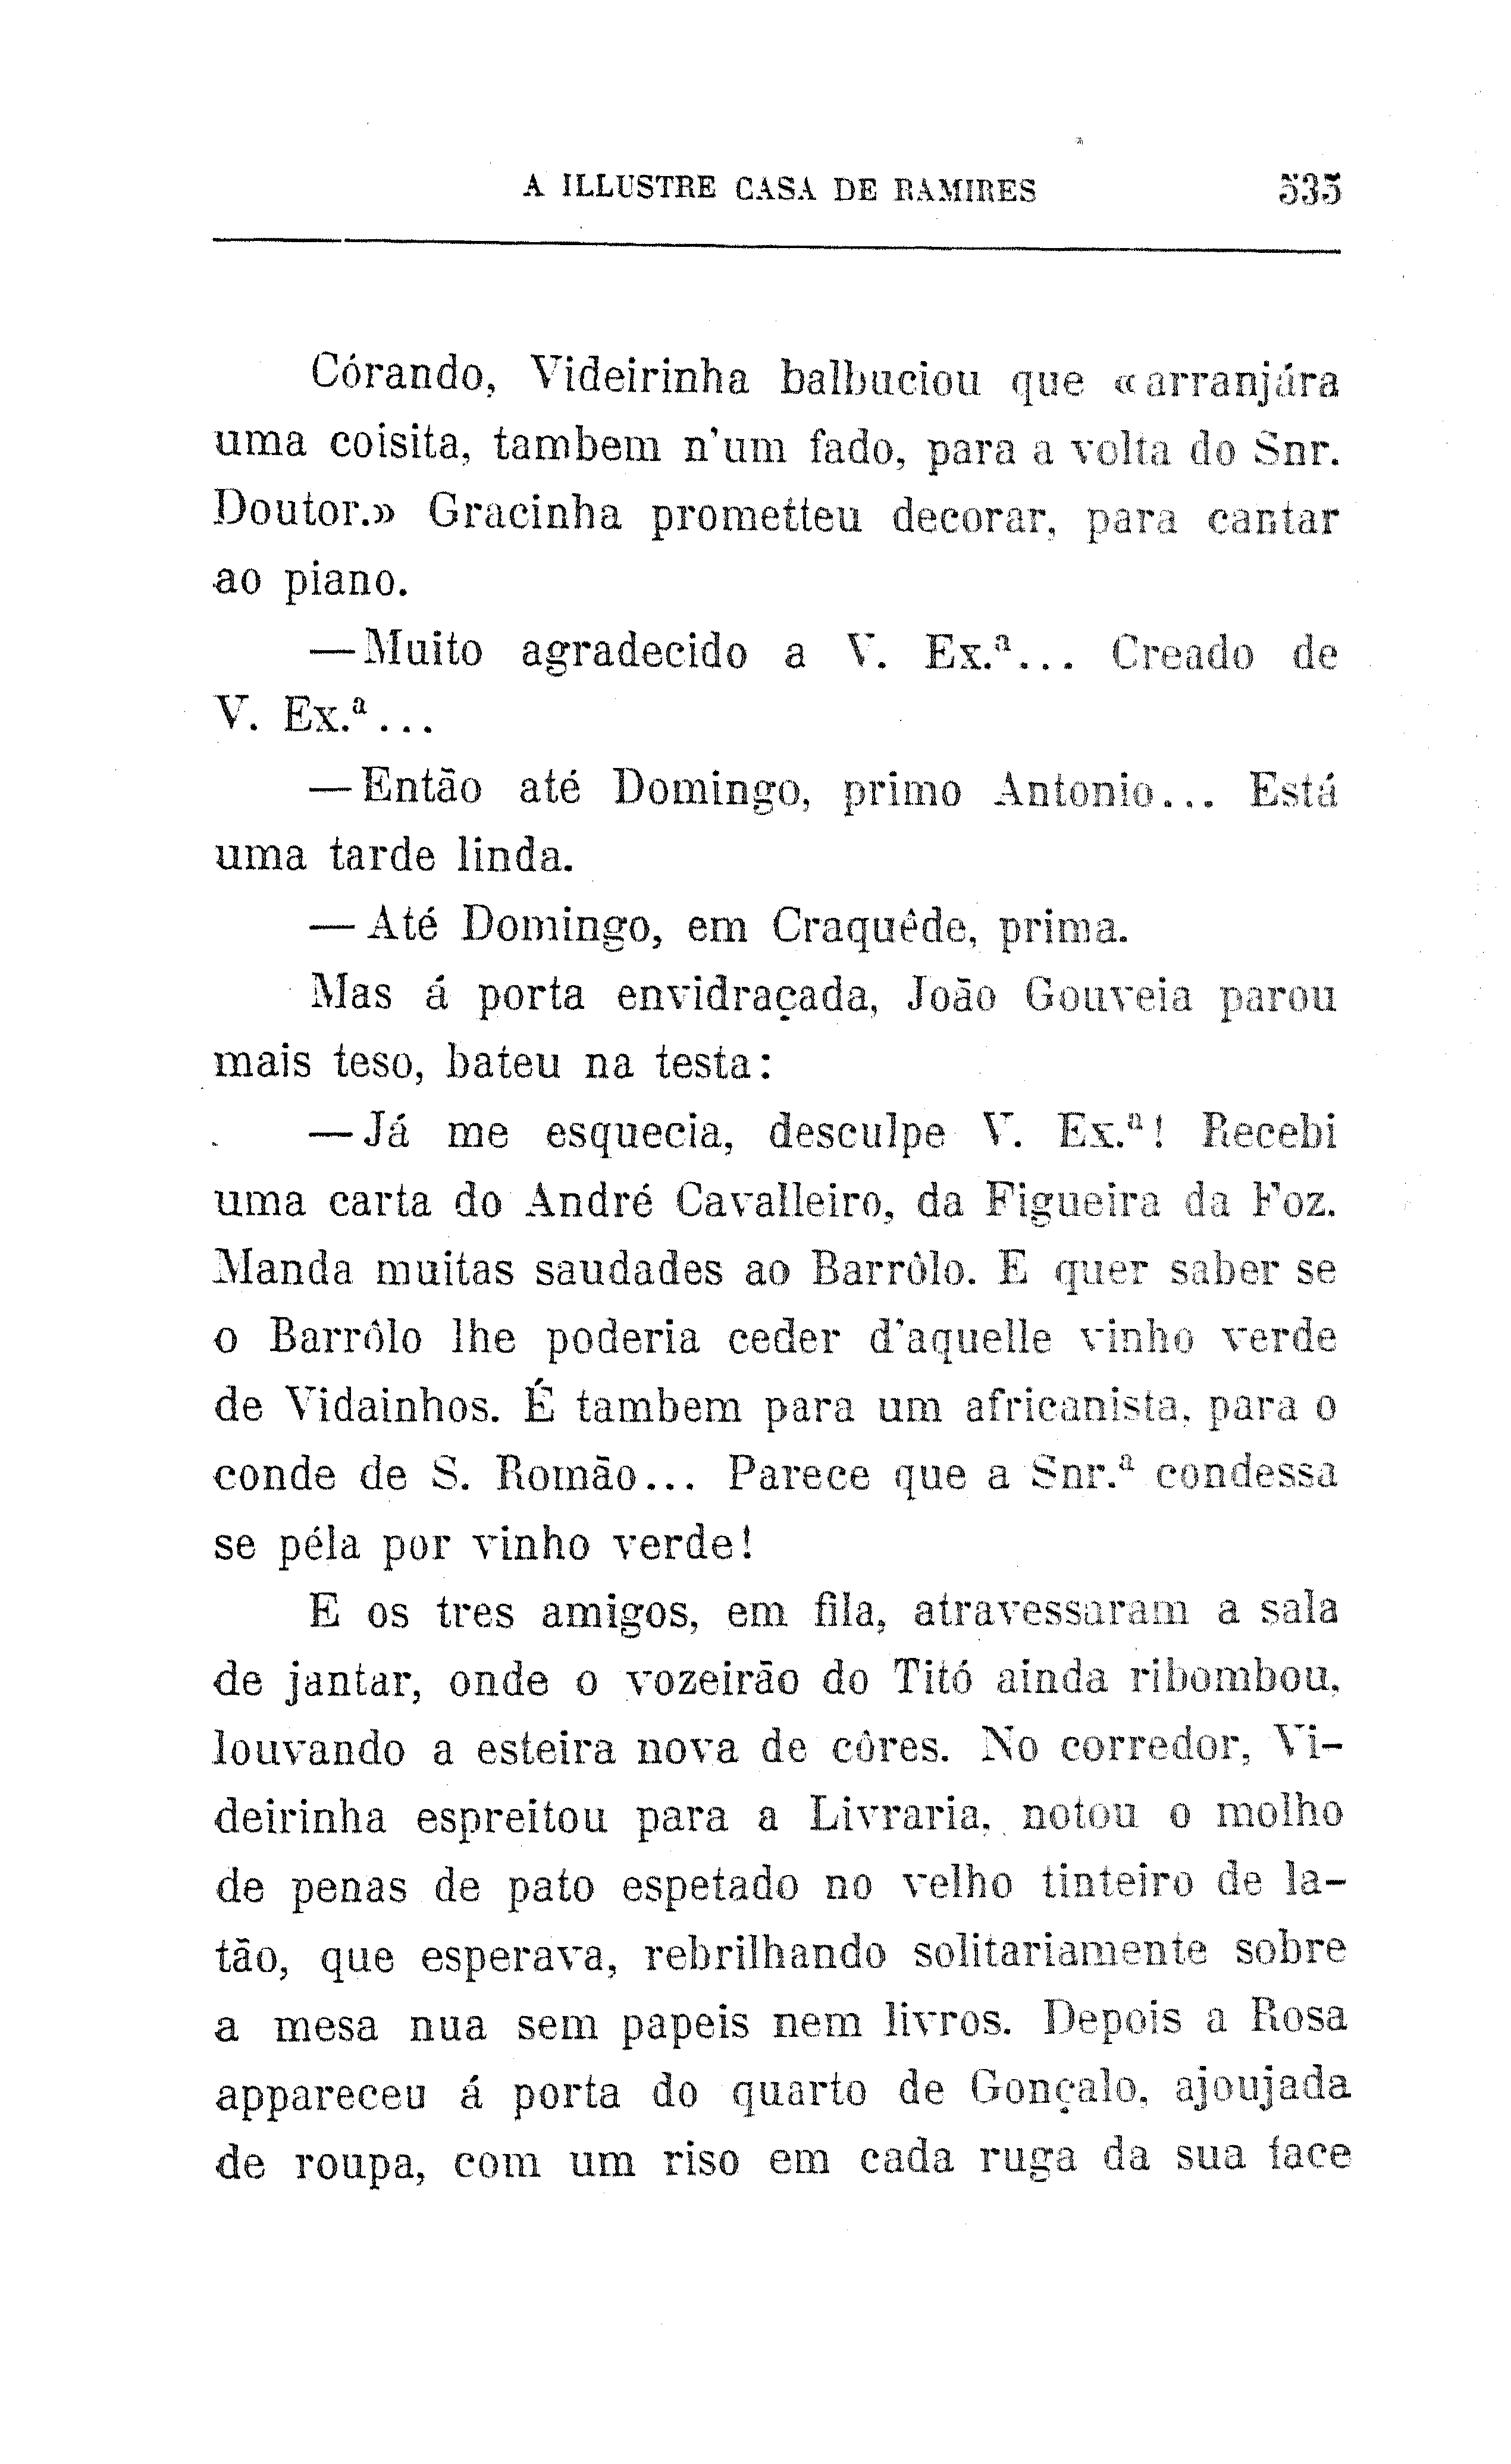 A ILLUSTRE CASA DE RAMIRES 535
Córando, Videirinha balbuciou que «arranjára
uma coisita, tambem n'um fado, para a volta do Snr.
Doutor.» Gracinha prometteu decorar, para cantar
ao piano.
—Muito agradecido a V. Ex.ª... Creado de
V. Ex.ª...
—Então até Domingo, primo Antonio... Está
uma tarde linda.
—Até Domingo, em Craquêde, prima.
Mas á porta envidraçada, João Gouveia parou
mais teso, bateu na testa:
—Já me esquecia, desculpe V. Ex.ª! Recebi
uma carta do André Cavalleiro, da Figueira da Foz.
Manda muitas saudades ao Barrôlo. E quer saber se
o Barrôlo lhe poderia ceder d'aquelle vinho verde
de Vidainhos. É tambem para um africanista, para o
conde de S. Romão... Parece que a Snr.ª condessa
se péla por vinho verde!
E os tres amigos, em fila, atravessaram a sala
de jantar, onde o vozeirão do Titó ainda ribombou,
louvando a esteira nova de côres. No corredor, Vi-
deirinha espreitou para a Livraria, notou o molho
de penas de pato espetado no velho tinteiro de la-
tão, que esperava, rebrilhando solitariamente sobre
a mesa nua sem papeis nem livros. Depois a Rosa
appareceu á porta do quarto de Gonçalo, ajoujada
de roupa, com um riso em cada ruga da sua face